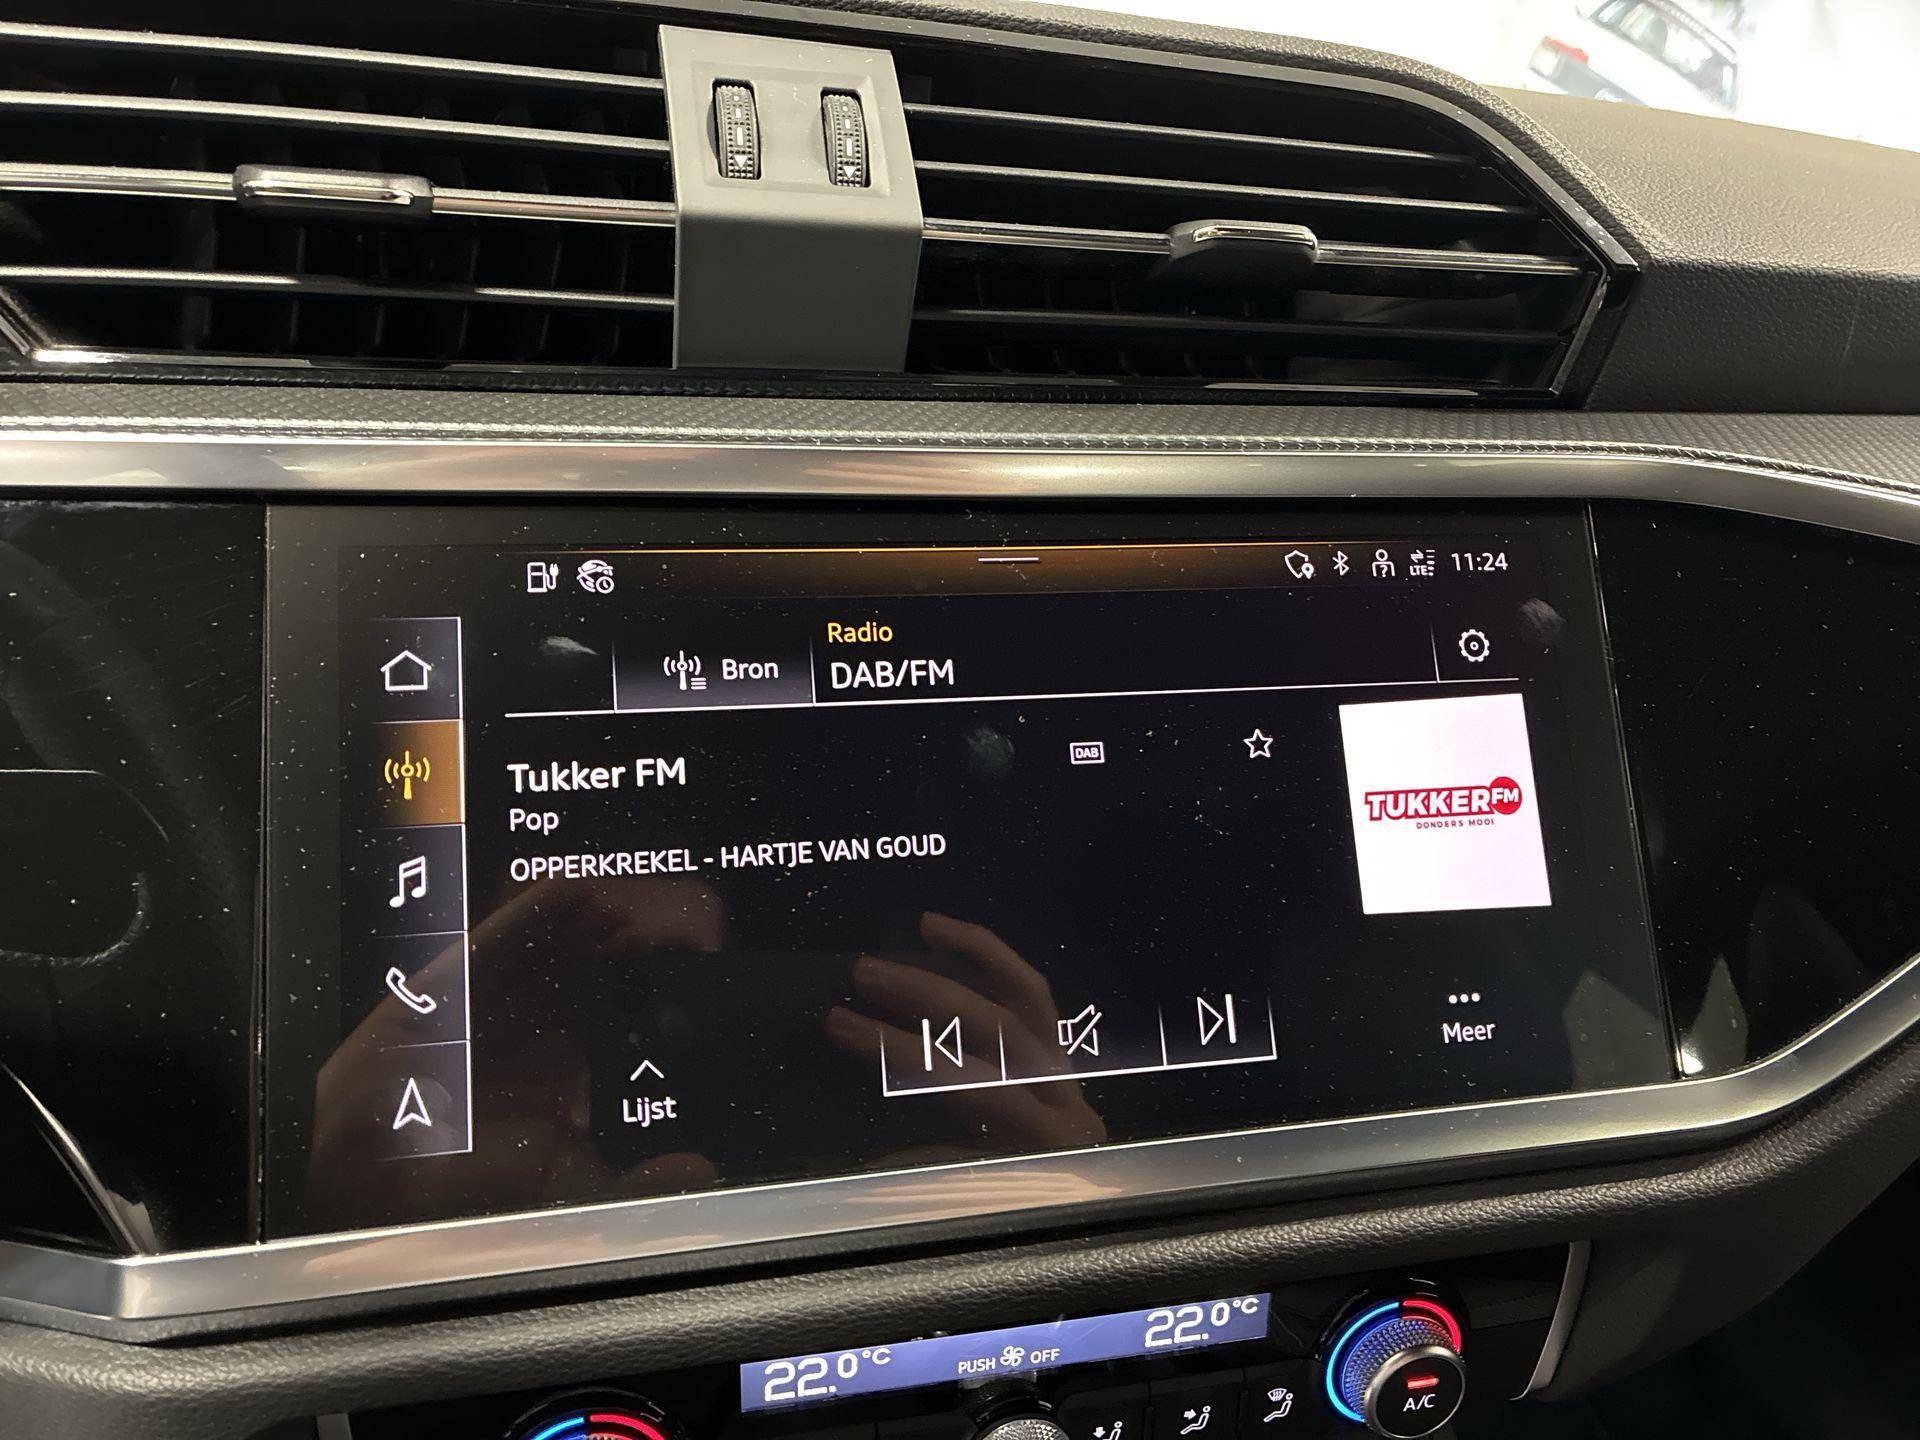 LTE
11:24
Bron
Radio
DAB/FM
Tukker FM
DAB
Pop
OPPERKREKEL - HARTJE VAN GOUD
TUKKER FM
DONDERS MOOI
Lijst
Meer
22.0°C
PUSH OFF
22.0°C
A/C